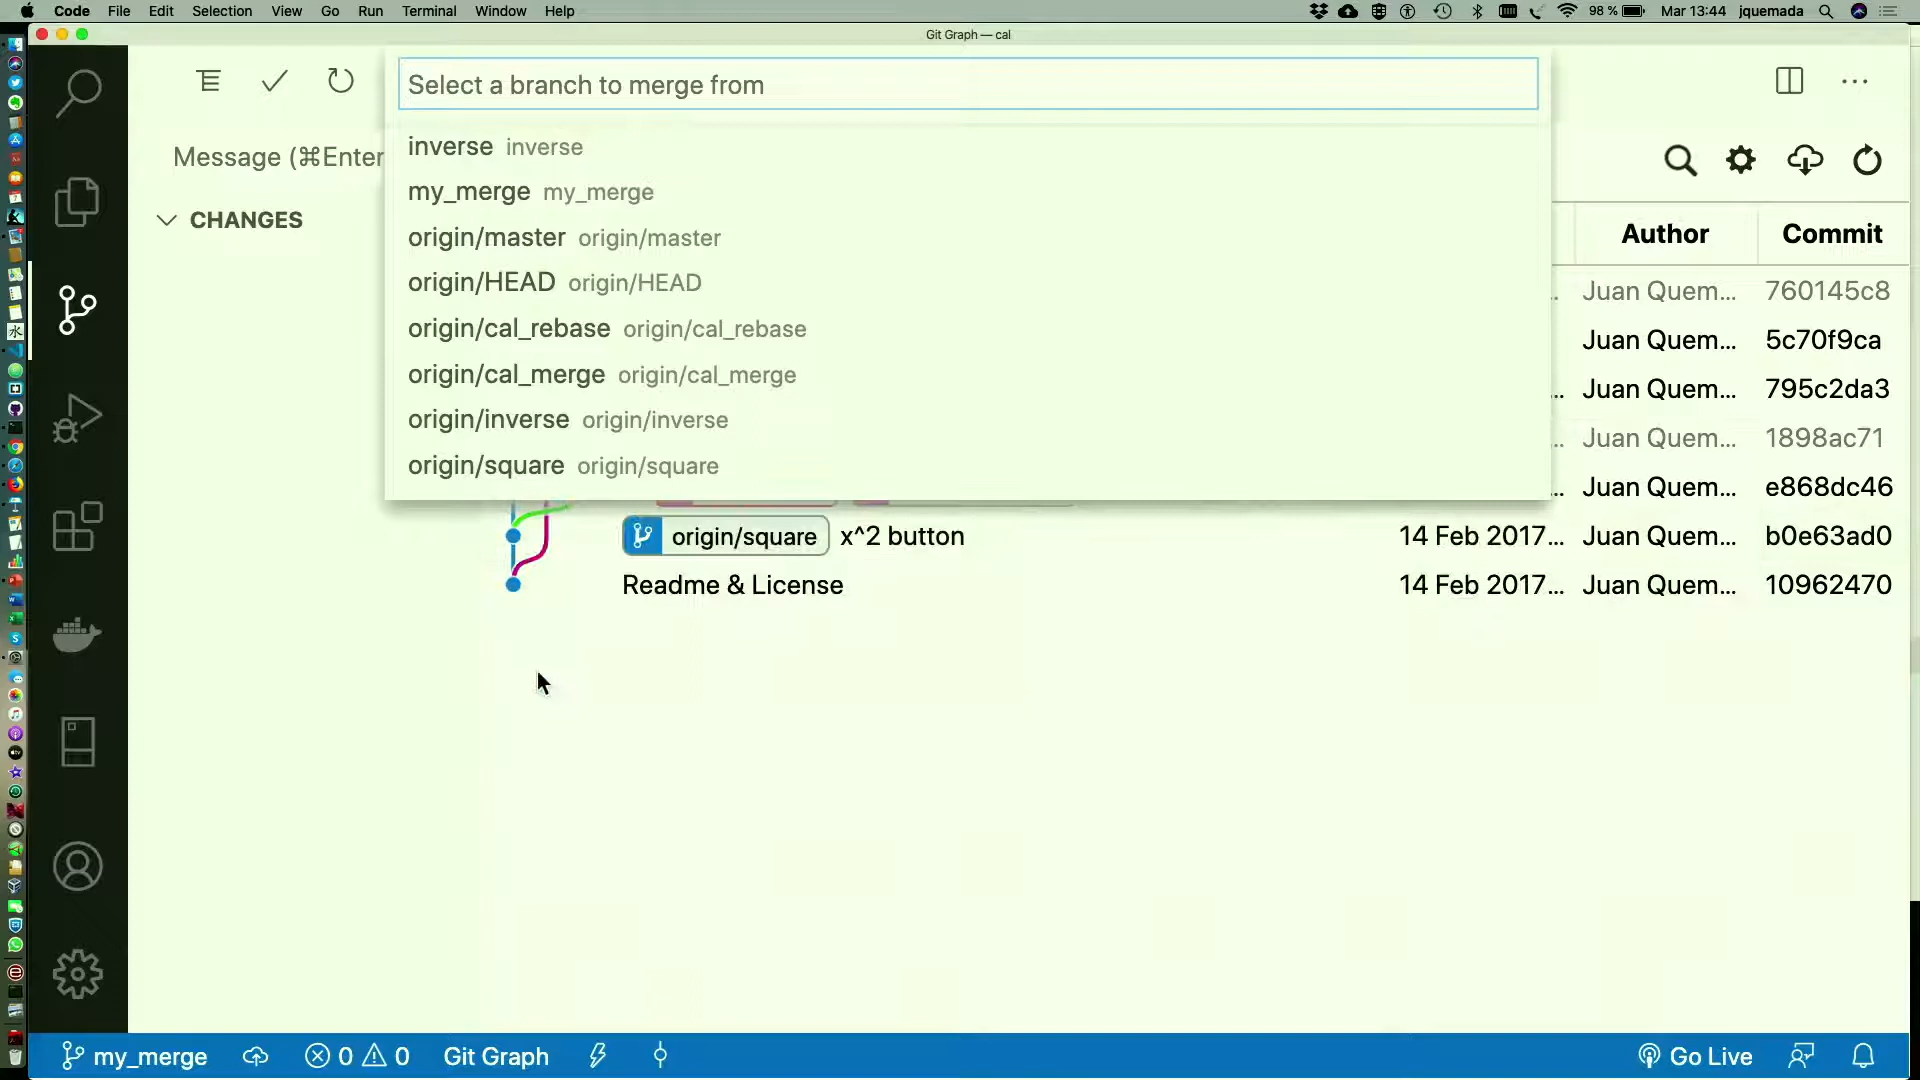 Code File Edit Selection View Go Run Terminal Window Help 98 % Mar 13:44 jquemada
Git Graph — cal
Select a branch to merge from
inverse inverse
Message (⌘Enter
my_merge my_merge
CHANGES
origin/master origin/master
Author Commit
origin/HEAD origin/HEAD
Juan Quem... 760145c8
origin/cal_rebase origin/cal_rebase
Juan Quem... 5c70f9ca
origin/cal_merge origin/cal_merge
Juan Quem... 795c2da3
origin/inverse origin/inverse
Juan Quem... 1898ac71
origin/square origin/square
Juan Quem... e868dc46
origin/square x^2 button 14 Feb 2017... Juan Quem... b0e63ad0
Readme & License 14 Feb 2017... Juan Quem... 10962470
my_merge 0 0 Git Graph Go Live